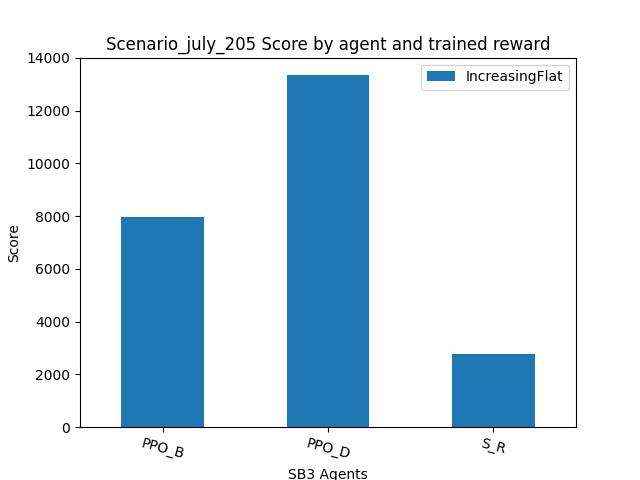 Scenario_july_205 Score by agent and trained reward
IncreasingFlat
14000
12000
10000
8000
6000
4000
2000
0
Score
PPO_B
PPO_D
S_R
SB3 Agents